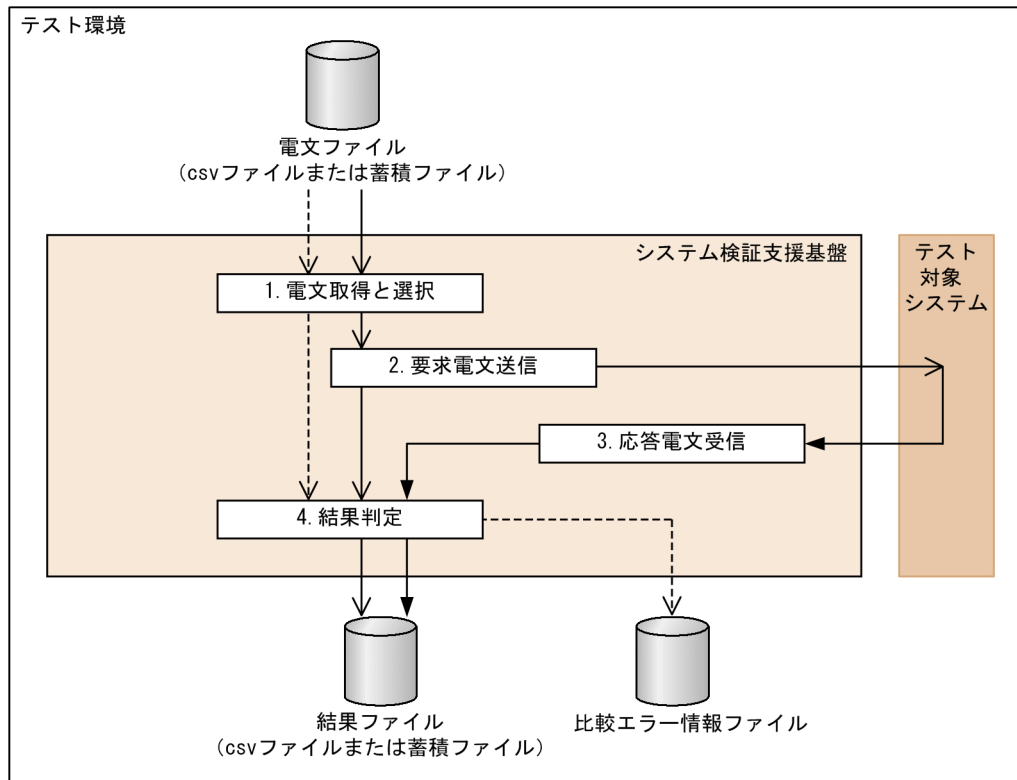 テスト環境
電文ファイル
(csvファイルまたは蓄積ファイル)
システム検証支援基盤
テスト
対象
システム
1.電文取得と選択
2.要求電文送信
3.応答電文受信
4.結果判定
結果ファイル
(csvファイルまたは蓄積ファイル)
比較エラー情報ファイル